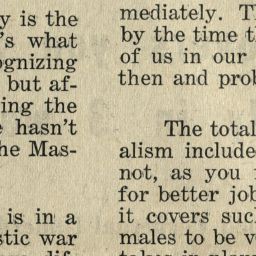 y is the
's what
ognizing
but af-
ing the
hasn't
he Mas-
is in a
stic war
mediately. T
by the time t
of us in our
then and prob
The total
alism include
not, as you
for better job
it covers suc
males to be v